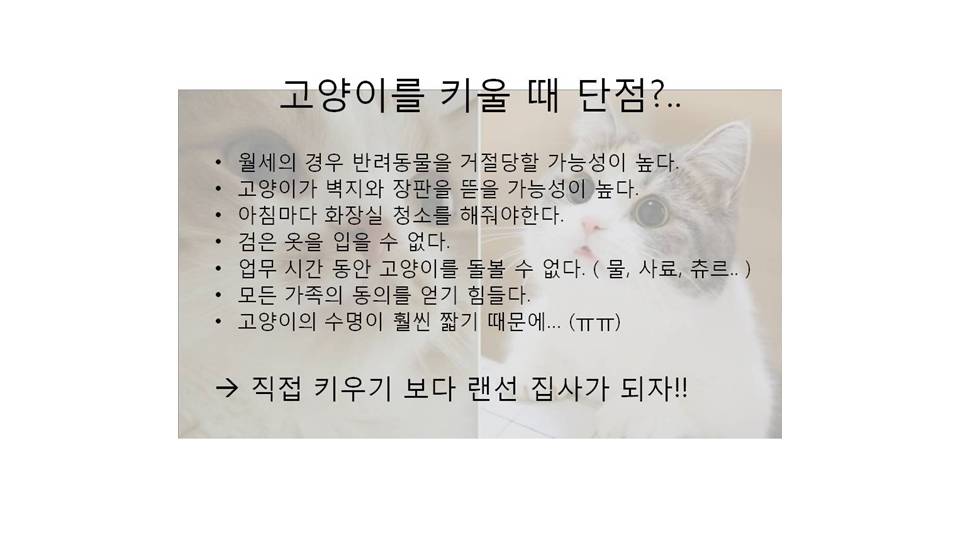 고양이를 키울 때 단점?..
• 월세의 경우 반려동물을 거절당할 가능성이 높다.
• 고양이가 벽지와 장판을 뜯을 가능성이 높다.
• 아침마다 화장실 청소를 해줘야한다.
• 검은 옷을 입을 수 없다.
• 업무 시간 동안 고양이를 돌볼 수 없다. ( 물, 사료, 츄르.. )
• 모든 가족의 동의를 얻기 힘들다.
• 고양이의 수명이 훨씬 짧기 때문에... (ㅠㅠ)
→ 직접 키우기 보다 랜선 집사가 되자!!